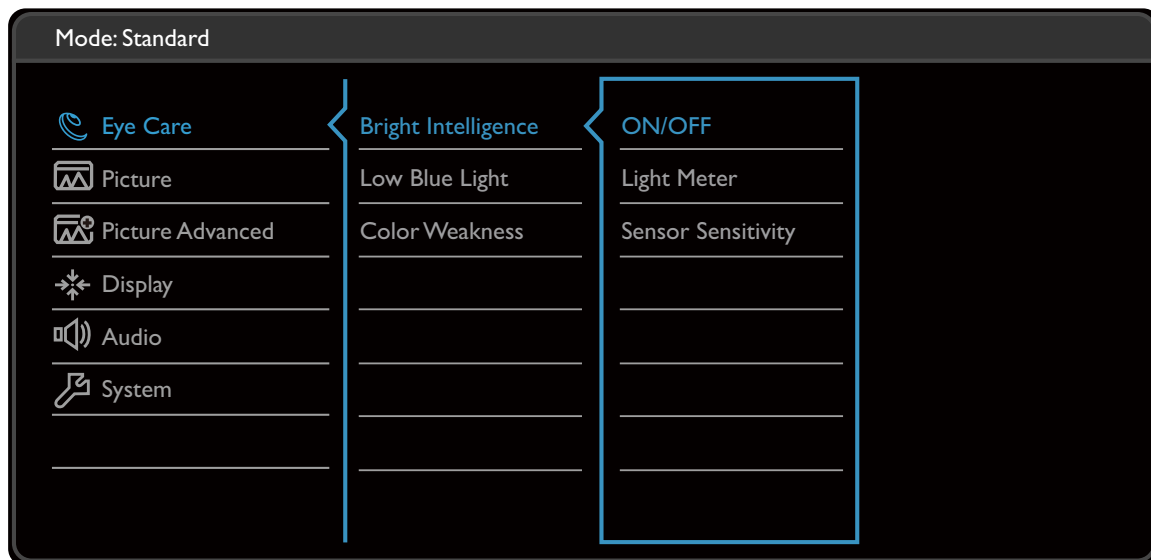 Mode: Standard
Eye Care
Bright Intelligence
ON/OFF
Picture
Low Blue Light
Light Meter
Picture Advanced
Color Weakness
Sensor Sensitivity
Display
Audio
System